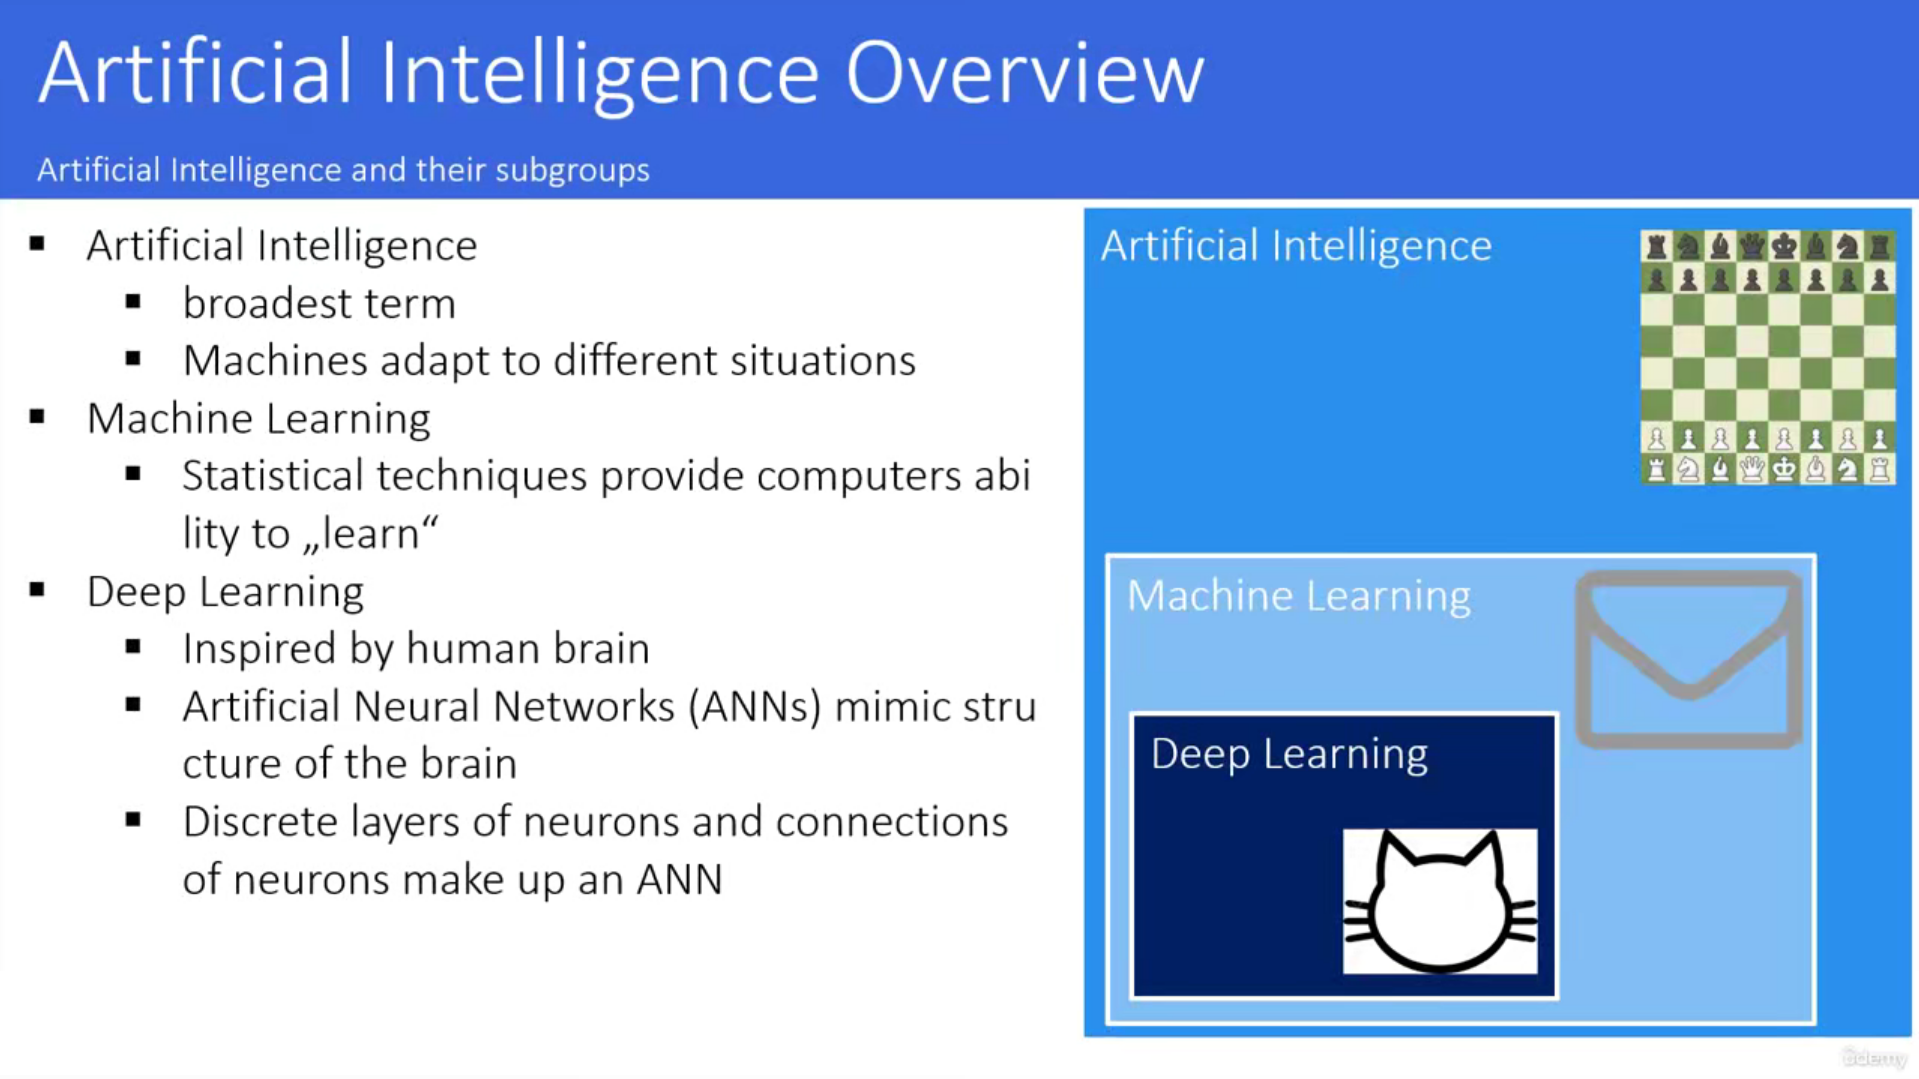 Artificial Intelligence Overview
Artificial Intelligence and their subgroups
Artificial Intelligence
broadest term
Machines adapt to different situations
Machine Learning
Statistical techniques provide computers abi
lity to „learn“
Deep Learning
Inspired by human brain
Artificial Neural Networks (ANNs) mimic stru
cture of the brain
Discrete layers of neurons and connections
of neurons make up an ANN
Artificial Intelligence
Machine Learning
Deep Learning
ûdemy